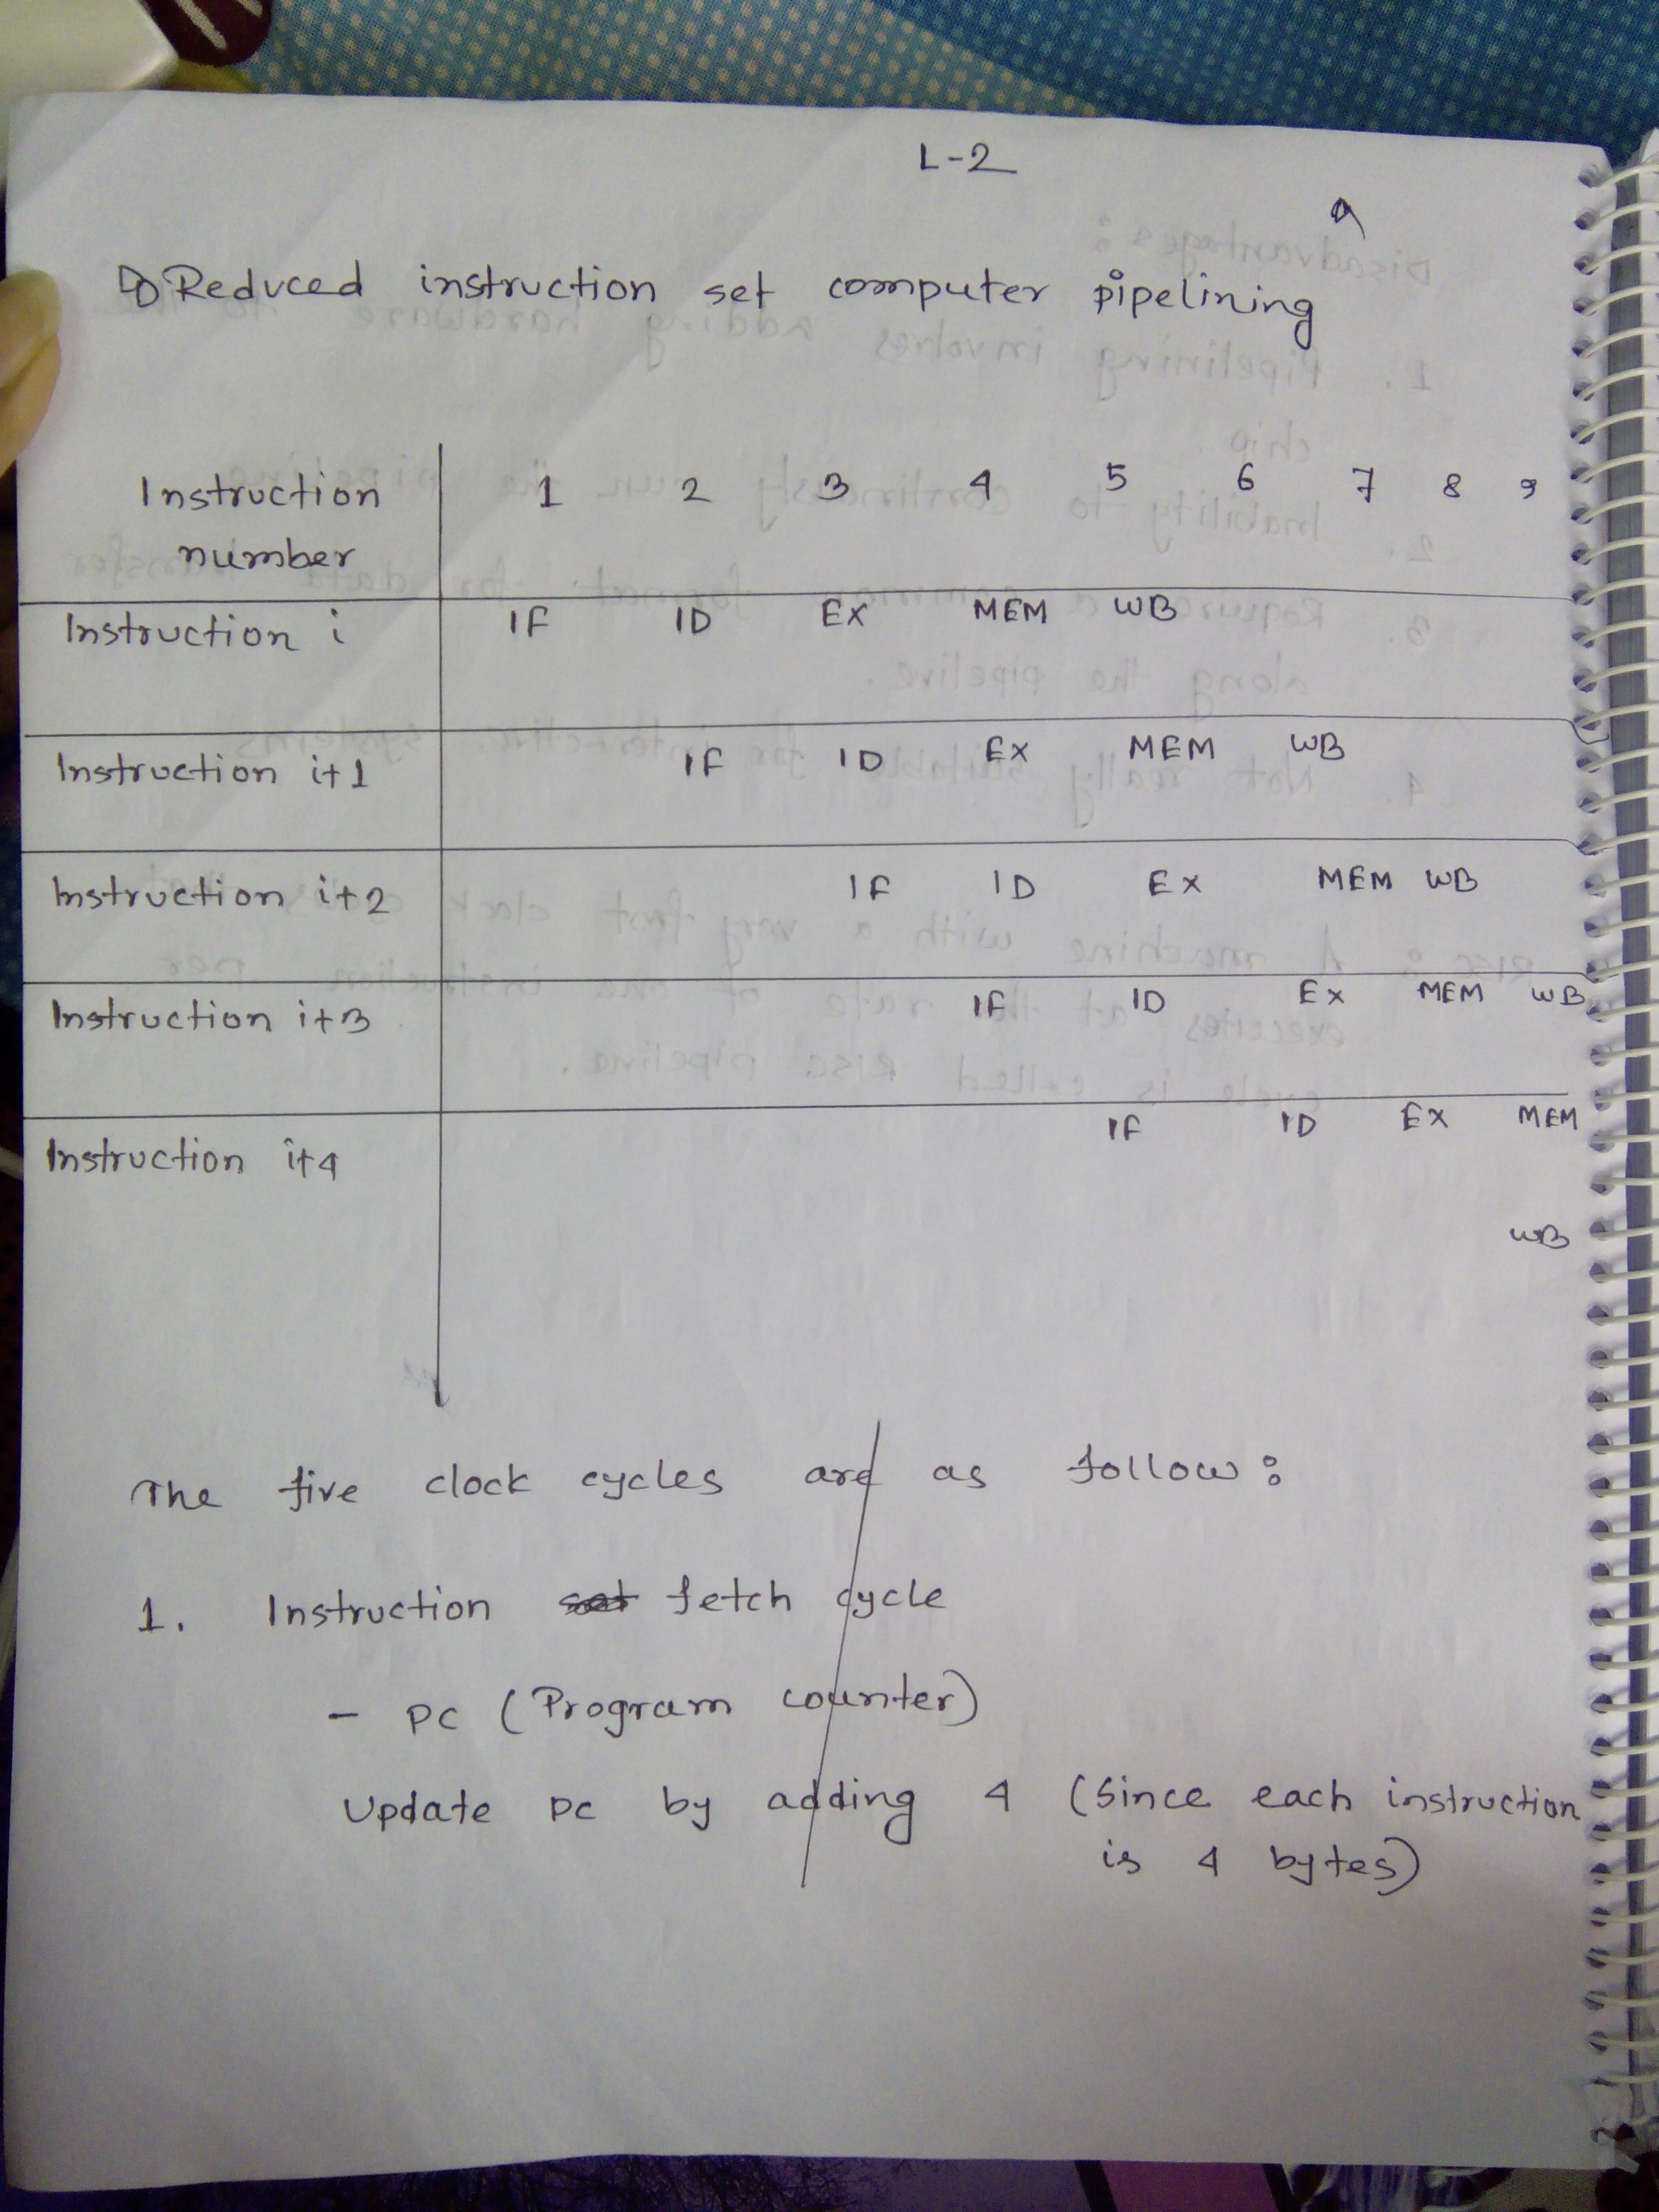 L-2
Reduced instruction set computer pipelining
Instruction number 1 2 3 4 5 6 7 8 9
Instruction i IF ID EX MEM WB
Instruction i+1 IF ID EX MEM WB
Instruction i+2 IF ID EX MEM WB
Instruction i+3 IF ID EX MEM WB
Instruction i+4 IF ID EX MEM
WB
The five clock cycles are as follow:
1. Instruction set fetch cycle
- PC (Program counter)
Update PC by adding 4 (Since each instruction
is 4 bytes)